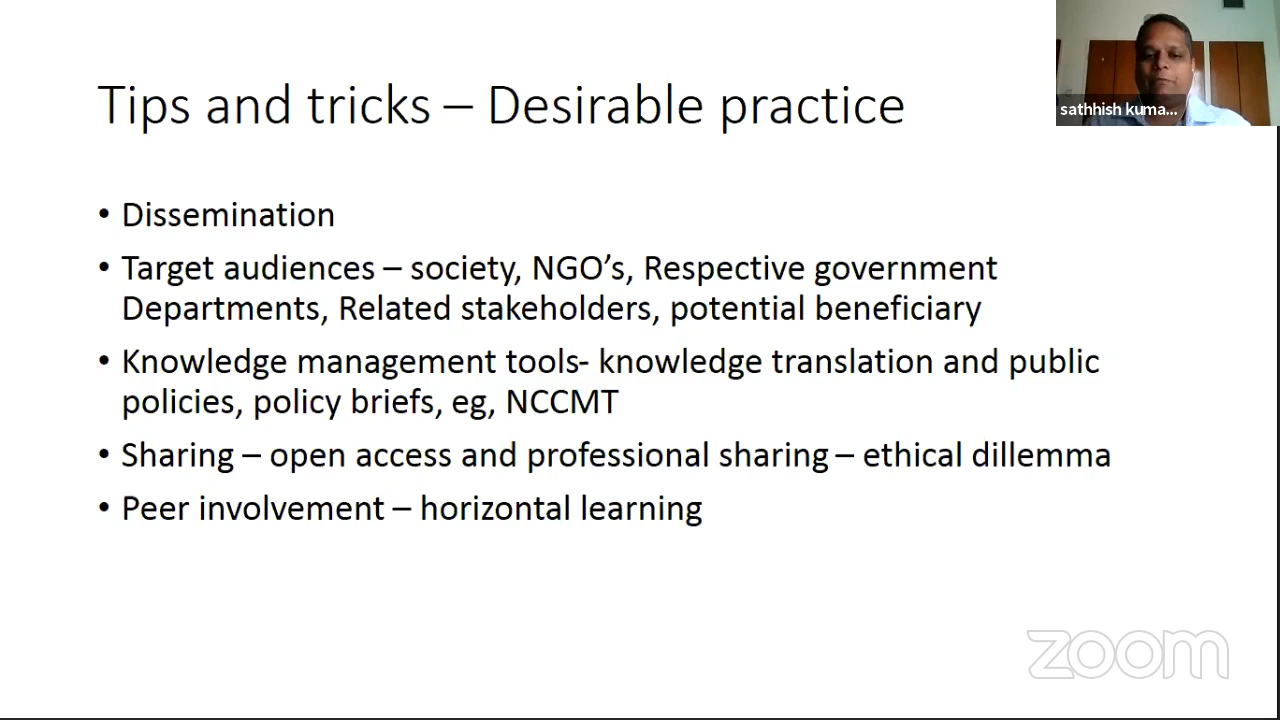 Tips and tricks – Desirable practice
sathhish kuma...
• Dissemination
• Target audiences – society, NGO’s, Respective government
Departments, Related stakeholders, potential beneficiary
• Knowledge management tools- knowledge translation and public
policies, policy briefs, eg, NCCMT
• Sharing – open access and professional sharing – ethical dillemma
• Peer involvement – horizontal learning
zoom